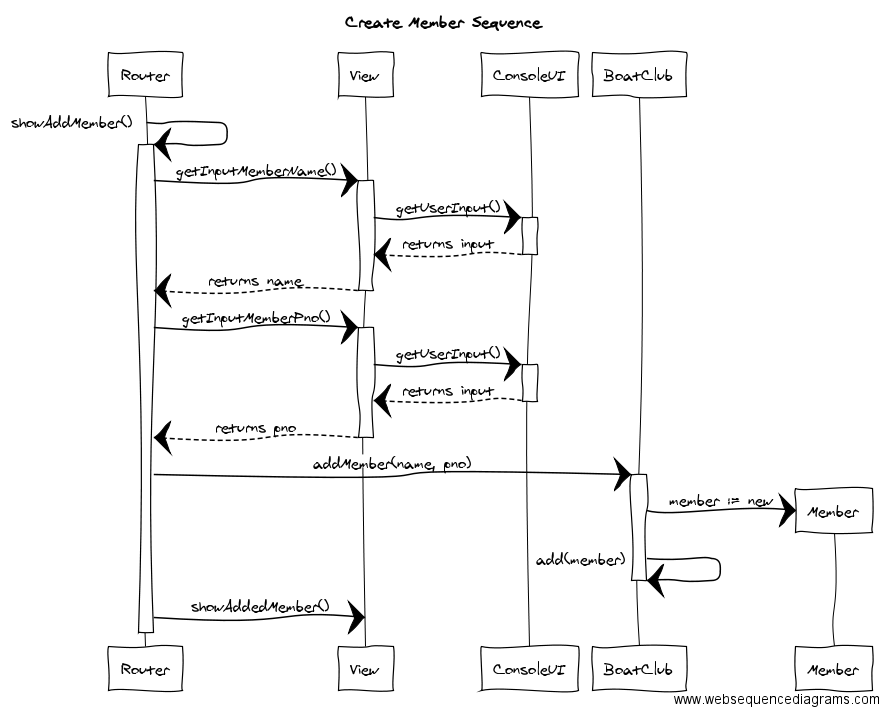 Create Member Sequence
Router
View
ConsoleUI
BoatClub
showAddMember()
getInputMemberName()
getUserInput()
returns input
returns name
getInputMemberPno()
getUserInput()
returns input
returns pno
addMember(name, pno)
member := new
Member
add(member)
showAddedMember()
Router
View
ConsoleUI
BoatClub
Member
www.websequencediagrams.com